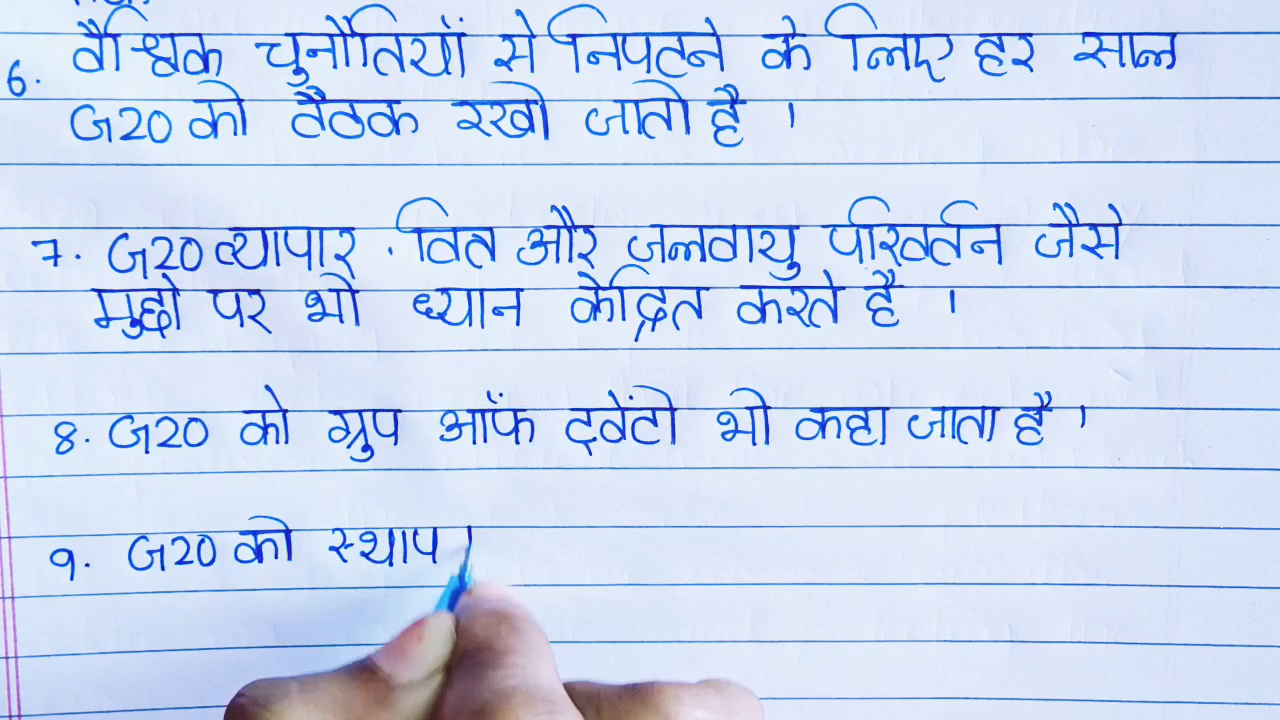 6. वैश्विक चुनौतियों से निपटने के लिए हर साल
G20 की बैठक रखी जाती है ।
7. G20 व्यापार . वित और जलवायु परिवर्तन जैसे
मुद्दो पर भी ध्यान केंद्रित करते है ।
8. G20 को ग्रुप ऑफ ट्वेंटी भी कहा जाता है ।
9. G20 की स्थाप